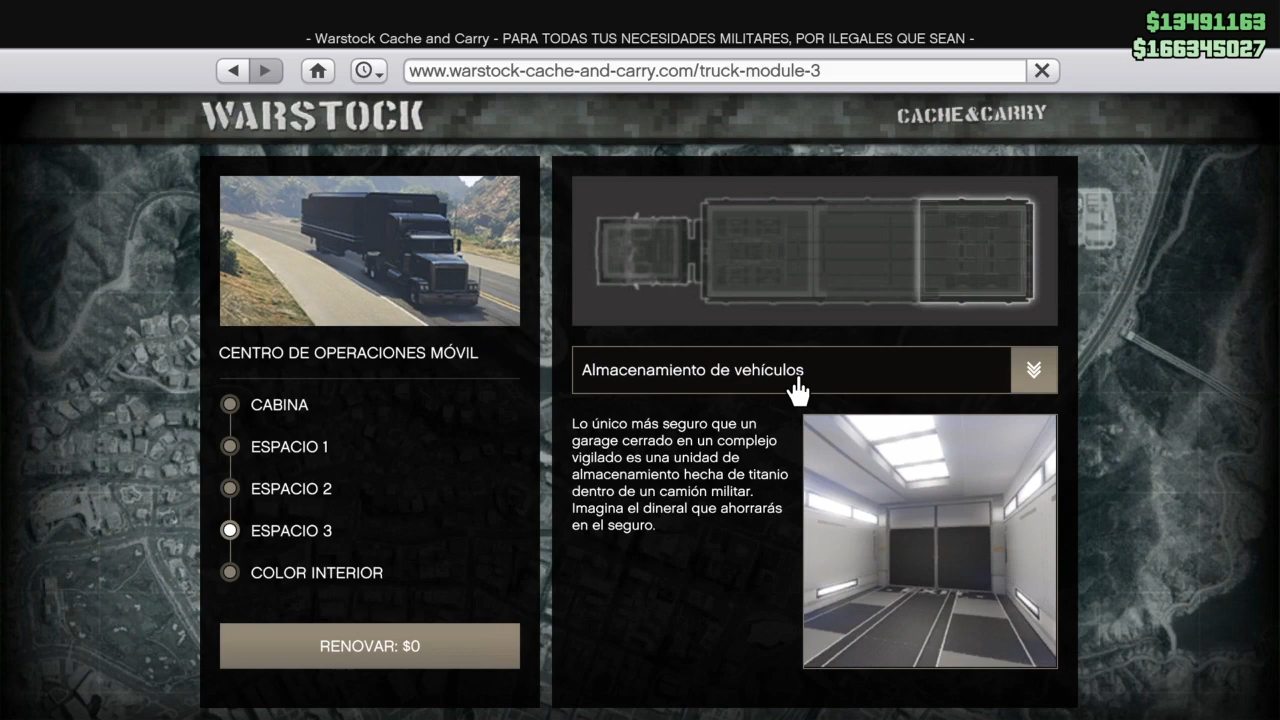 - Warstock Cache and Carry - PARA TODAS TUS NECESIDADES MILITARES, POR ILEGALES QUE SEAN -
$13491163
$166345027
www.warstock-cache-and-carry.com/truck-module-3
WARSTOCK
CACHE&CARRY
CENTRO DE OPERACIONES MÓVIL
CABINA
ESPACIO 1
ESPACIO 2
ESPACIO 3
COLOR INTERIOR
RENOVAR: $0
Almacenamiento de vehículos
Lo único más seguro que un
garage cerrado en un complejo
vigilado es una unidad de
almacenamiento hecha de titanio
dentro de un camión militar.
Imagina el dineral que ahorrarás
en el seguro.